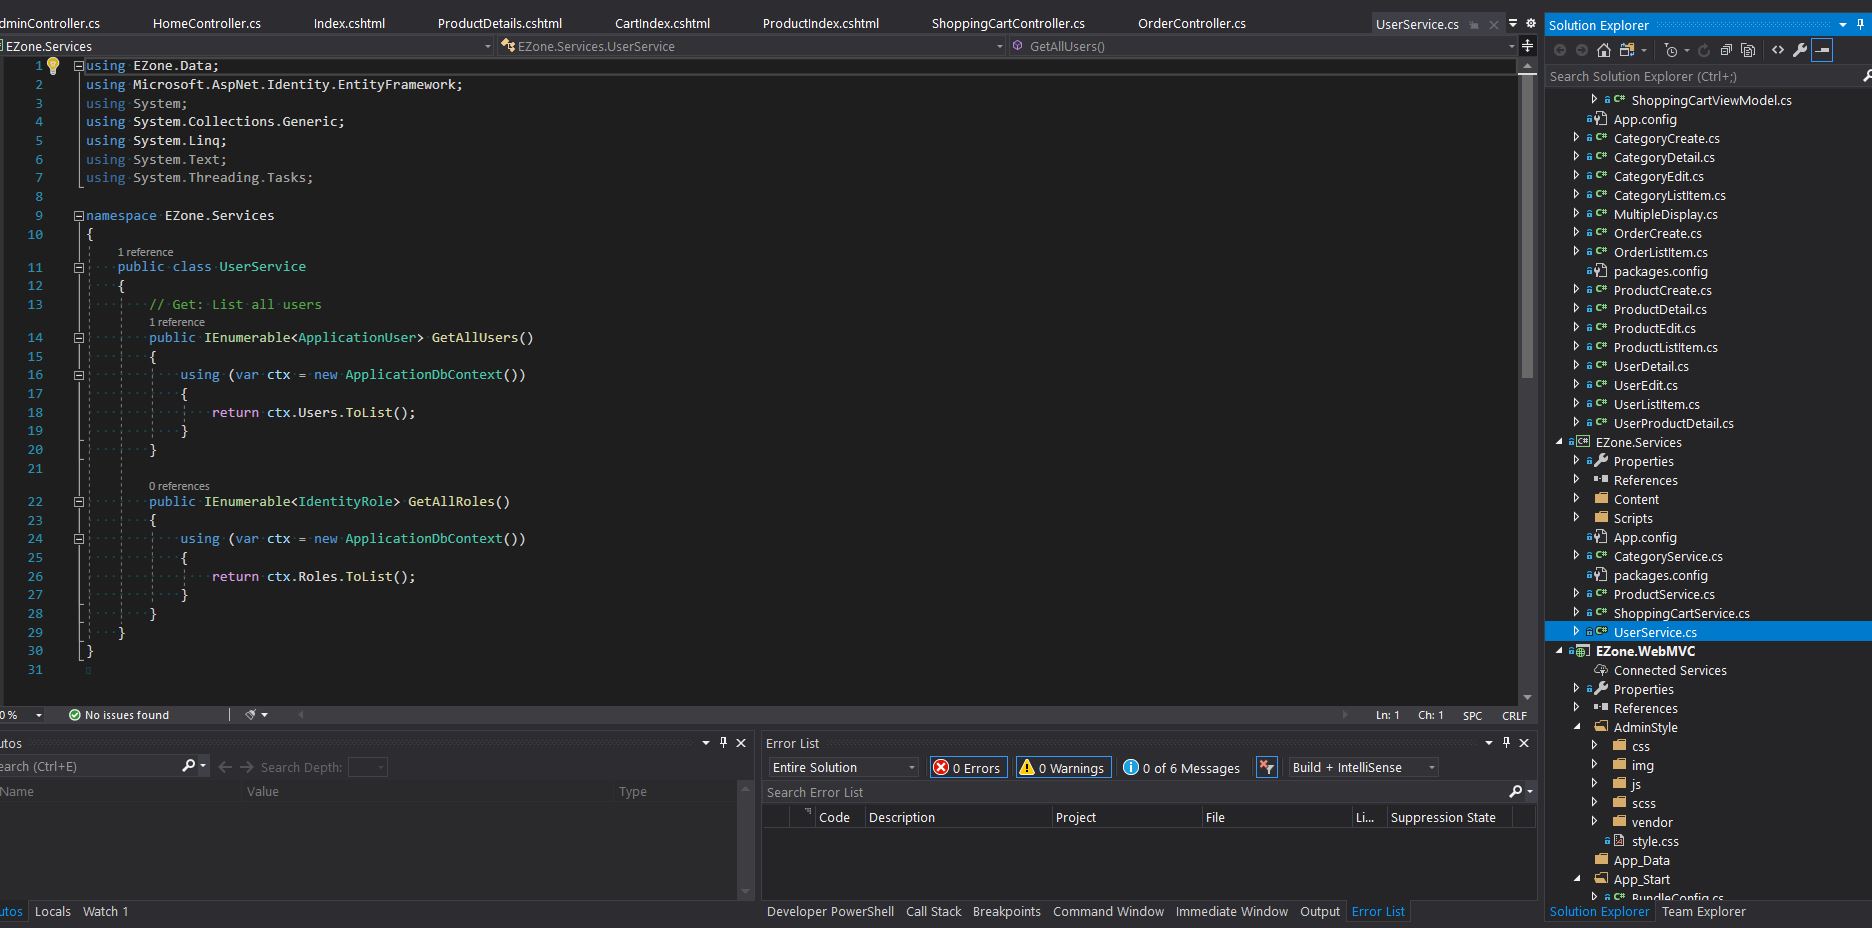 dminController.cs HomeController.cs Index.cshtml ProductDetails.cshtml CartIndex.cshtml ProductIndex.cshtml ShoppingCartController.cs OrderController.cs UserService.cs
EZone.Services EZone.Services.UserService GetAllUsers()
1 using EZone.Data;
2 using Microsoft.AspNet.Identity.EntityFramework;
3 using System;
4 using System.Collections.Generic;
5 using System.Linq;
6 using System.Text;
7 using System.Threading.Tasks;
8
9 namespace EZone.Services
10 {
1 reference
11 public class UserService
12 {
13 // Get: List all users
1 reference
14 public IEnumerable<ApplicationUser> GetAllUsers()
15 {
16 using (var ctx = new ApplicationDbContext())
17 {
18 return ctx.Users.ToList();
19 }
20 }
21
0 references
22 public IEnumerable<IdentityRole> GetAllRoles()
23 {
24 using (var ctx = new ApplicationDbContext())
25 {
26 return ctx.Roles.ToList();
27 }
28 }
29 }
30 }
31
0 % No issues found Ln: 1 Ch: 1 SPC CRLF
utos
earch (Ctrl+E) Search Depth:
Name Value Type
utos Locals Watch 1
Error List
Entire Solution 0 Errors 0 Warnings 0 of 6 Messages Build + IntelliSense
Search Error List
Code Description Project File Li... Suppression State
Developer PowerShell Call Stack Breakpoints Command Window Immediate Window Output Error List
Solution Explorer
Search Solution Explorer (Ctrl+;)
C# ShoppingCartViewModel.cs
App.config
C# CategoryCreate.cs
C# CategoryDetail.cs
C# CategoryEdit.cs
C# CategoryListItem.cs
C# MultipleDisplay.cs
C# OrderCreate.cs
C# OrderListItem.cs
packages.config
C# ProductCreate.cs
C# ProductDetail.cs
C# ProductEdit.cs
C# ProductListItem.cs
C# UserDetail.cs
C# UserEdit.cs
C# UserListItem.cs
C# UserProductDetail.cs
C# EZone.Services
Properties
References
Content
Scripts
App.config
C# CategoryService.cs
packages.config
C# ProductService.cs
C# ShoppingCartService.cs
C# UserService.cs
EZone.WebMVC
Connected Services
Properties
References
AdminStyle
css
img
js
scss
vendor
style.css
App_Data
App_Start
C# BundleConfig.cs
Solution Explorer Team Explorer